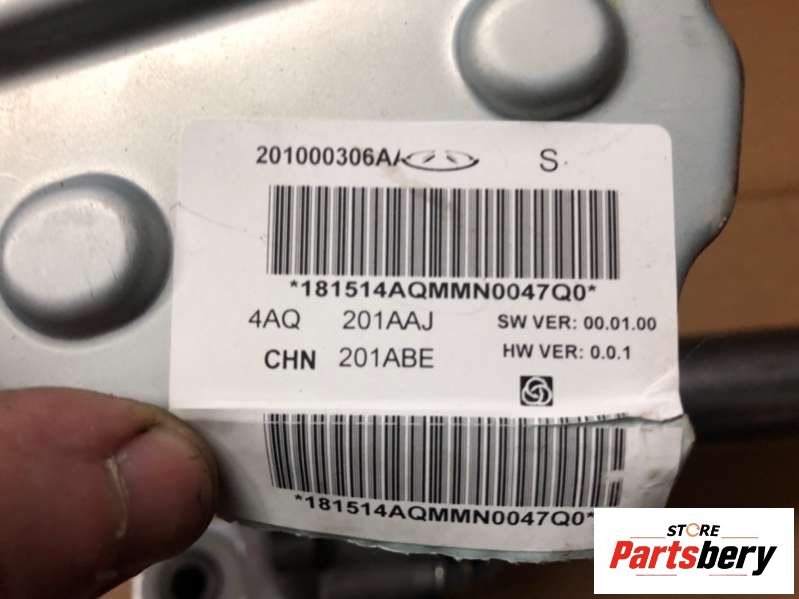 201000306A/ S
*181514AQMMN0047Q0*
4AQ 201AAJ SW VER: 00.01.00
CHN 201ABE HW VER: 0.0.1
*181514AQMMN0047Q0*
STORE
Partsbery